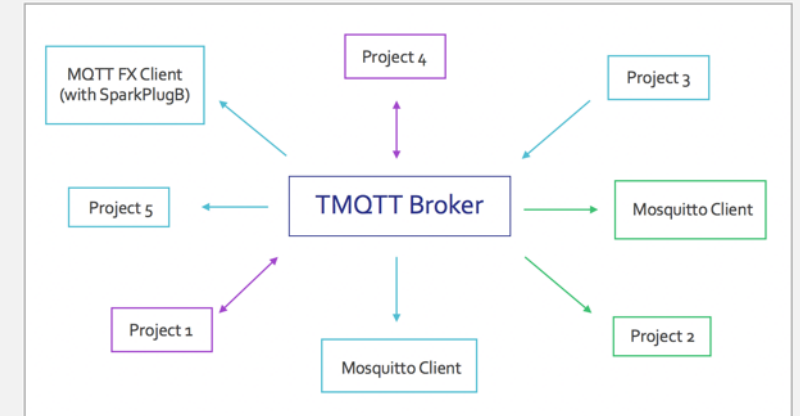 Project 4
MQTT FX Client
(with SparkPlugB)
Project 3
TMQTT Broker
Project 5
Mosquitto Client
Project 1
Project 2
Mosquitto Client